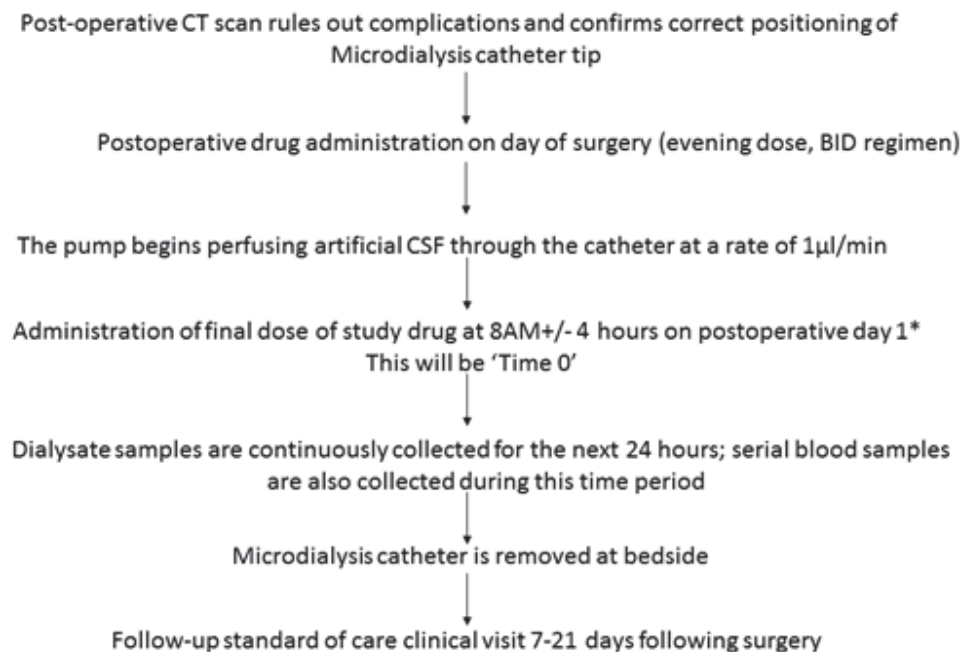 Post-operative CT scan rules out complications and confirms correct positioning of
Microdialysis catheter tip
Postoperative drug administration on day of surgery (evening dose, BID regimen)
The pump begins perfusing artificial CSF through the catheter at a rate of 1µl/min
Administration of final dose of study drug at 8AM+/- 4 hours on postoperative day 1*
This will be ‘Time 0’
Dialysate samples are continuously collected for the next 24 hours; serial blood samples
are also collected during this time period
Microdialysis catheter is removed at bedside
Follow-up standard of care clinical visit 7-21 days following surgery